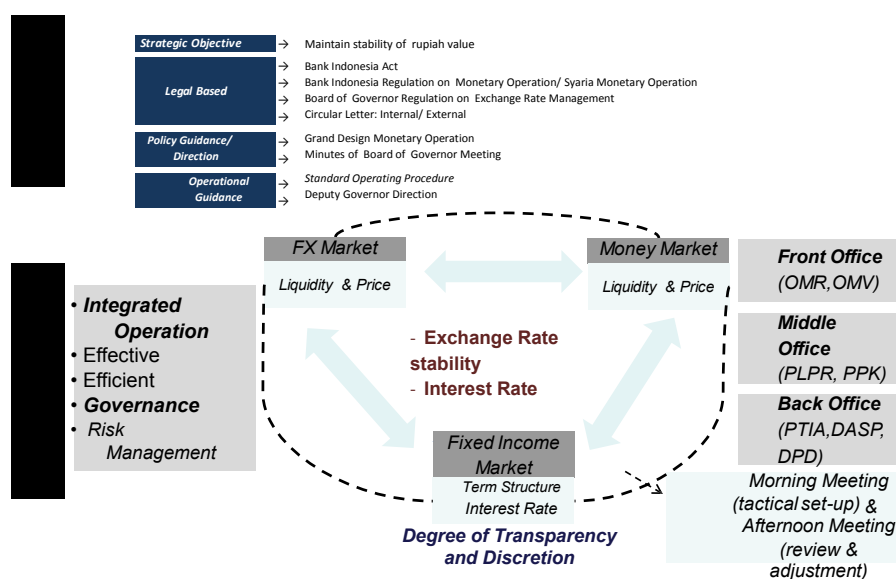 Strategic Objective → Maintain stability of rupiah value
Legal Based
→ Bank Indonesia Act
→ Bank Indonesia Regulation on Monetary Operation/ Syaria Monetary Operation
→ Board of Governor Regulation on Exchange Rate Management
→ Circular Letter: Internal/ External
Policy Guidance/
Direction
→ Grand Design Monetary Operation
→ Minutes of Board of Governor Meeting
Operational
Guidance
→ Standard Operating Procedure
→ Deputy Governor Direction
FX Market
Liquidity & Price
Money Market
Liquidity & Price
• Integrated
Operation
• Effective
• Efficient
• Governance
• Risk
Management
- Exchange Rate
stability
- Interest Rate
Fixed Income
Market
Term Structure
Interest Rate
Degree of Transparency
and Discretion
Front Office
(OMR,OMV)
Middle
Office
(PLPR, PPK)
Back Office
(PTIA,DASP,
DPD)
Morning Meeting
(tactical set-up) &
Afternoon Meeting
(review &
adjustment)